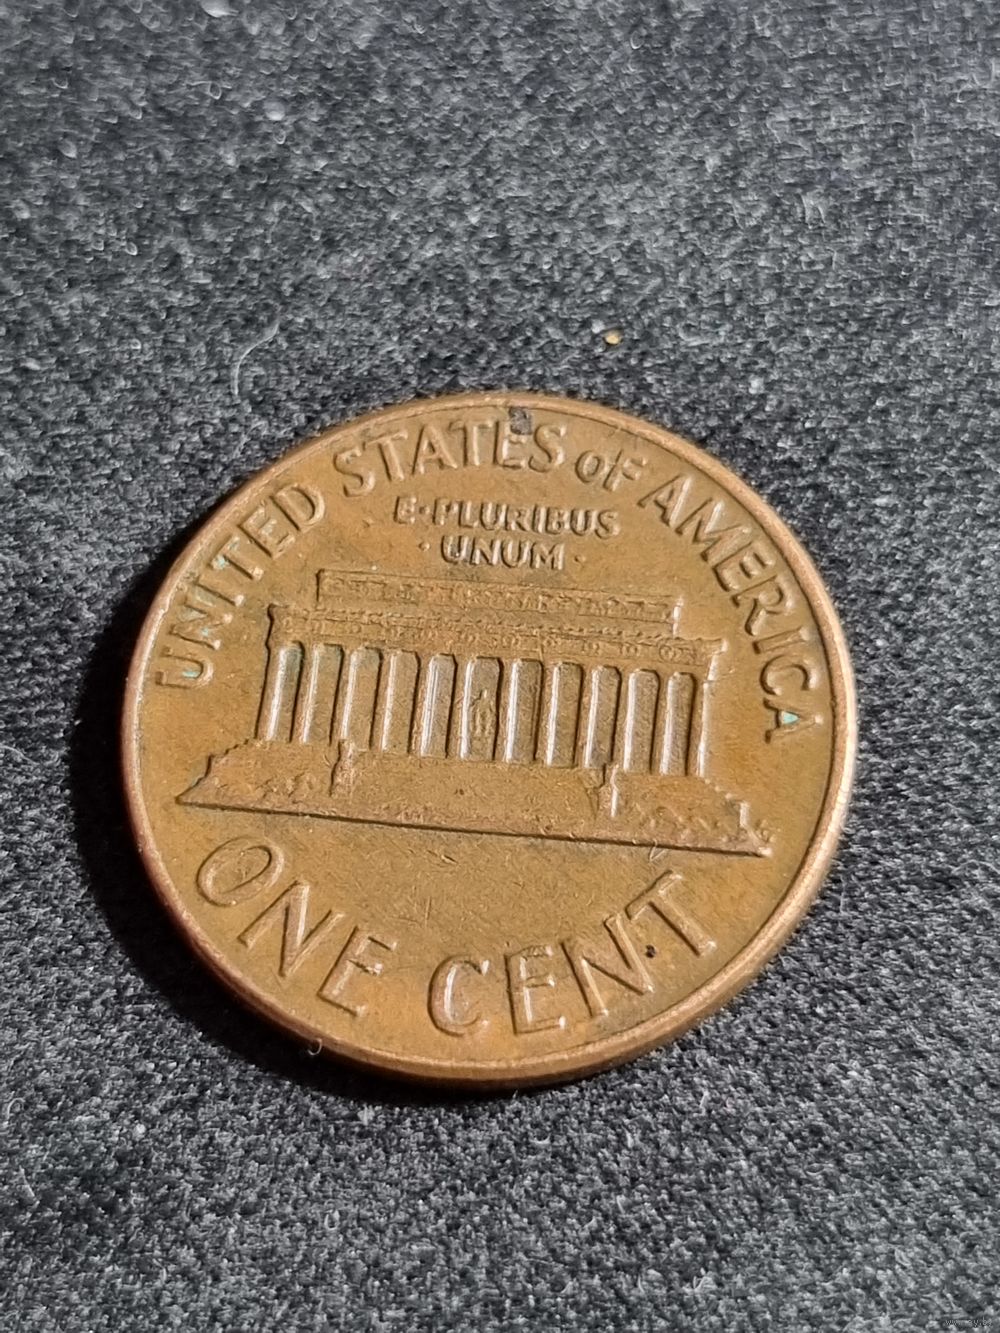 UNITED STATES oF AMERICA
E·PLURIBUS
·UNUM·
ONE CENT